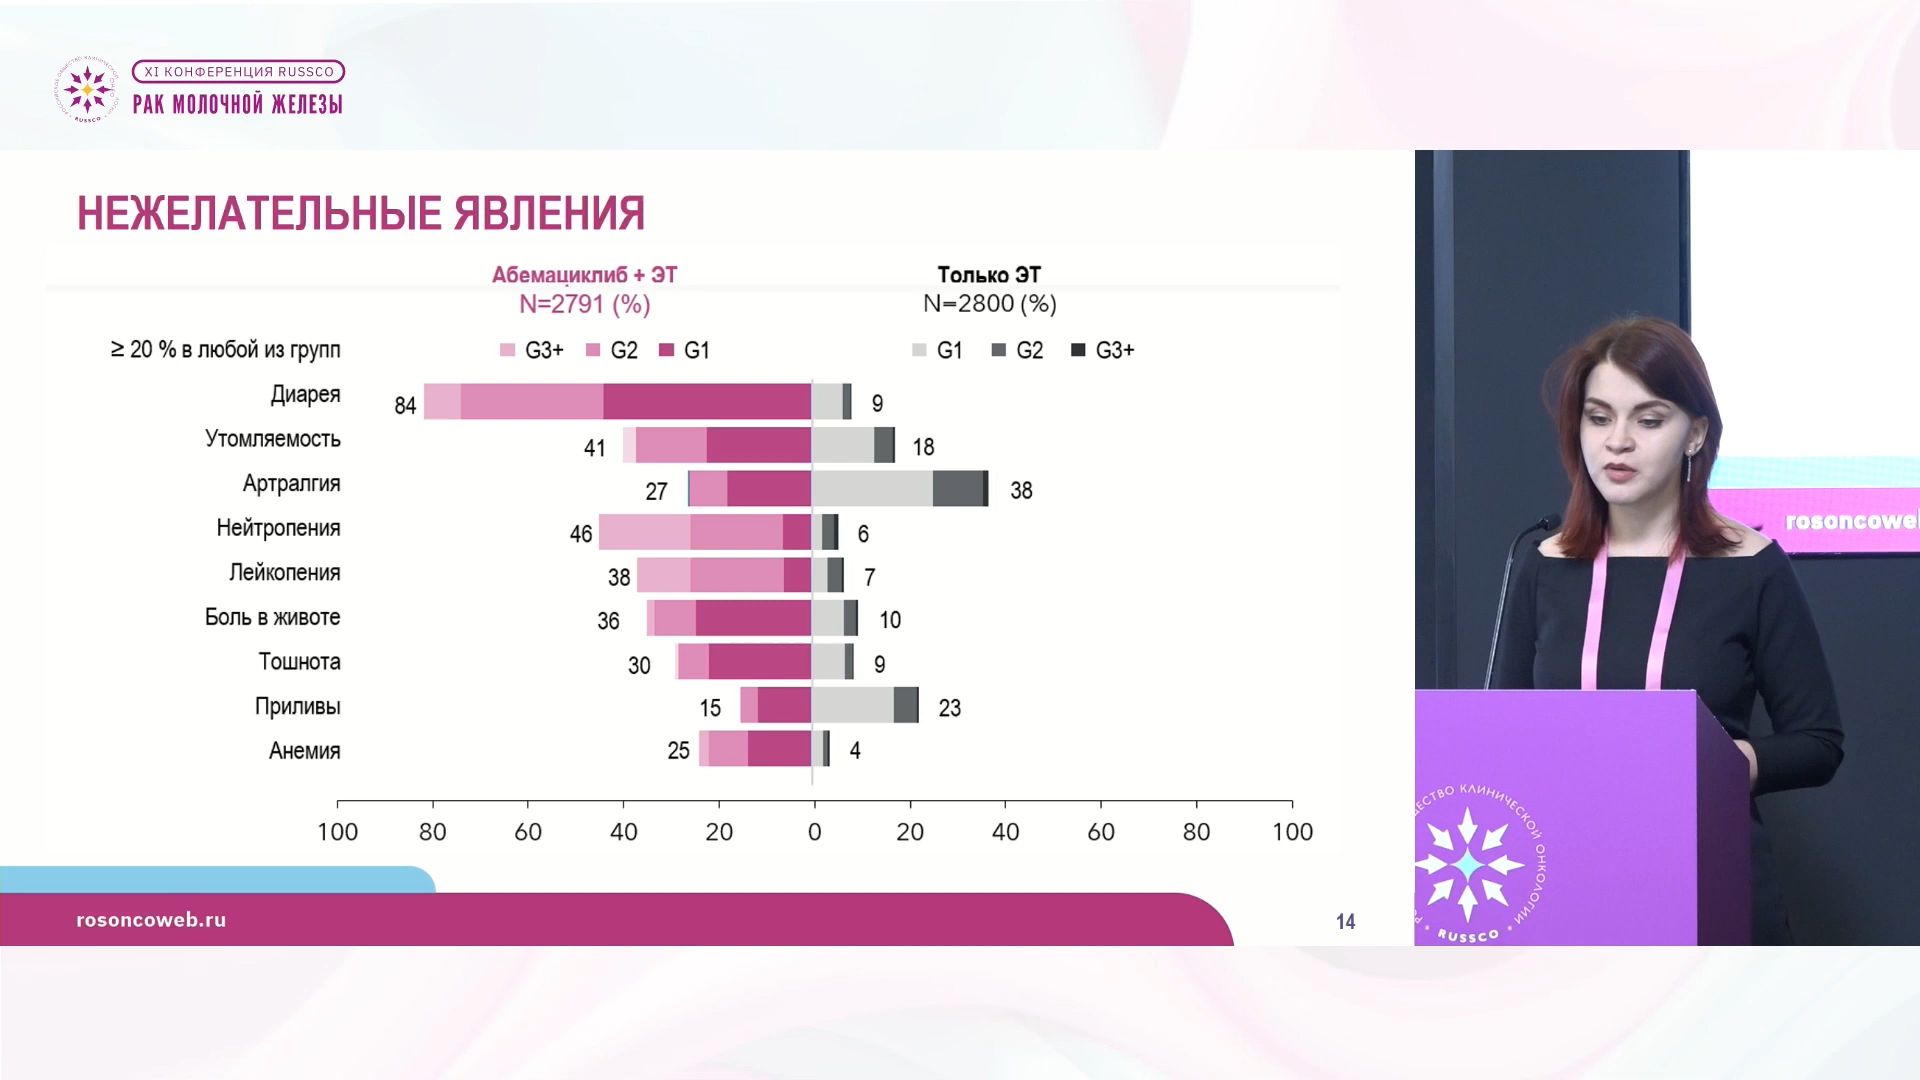 XI КОНФЕРЕНЦИЯ RUSSCO
РАК МОЛОЧНОЙ ЖЕЛЕЗЫ
НЕЖЕЛАТЕЛЬНЫЕ ЯВЛЕНИЯ
Абемациклиб + ЭТ
N=2791 (%)
Только ЭТ
N=2800 (%)
≥ 20 % в любой из групп
G3+ G2 G1
G1 G2 G3+
Диарея 84 9
Утомляемость 41 18
Артралгия 27 38
Нейтропения 46 6
Лейкопения 38 7
Боль в животе 36 10
Тошнота 30 9
Приливы 15 23
Анемия 25 4
100 80 60 40 20 0 20 40 60 80 100
rosoncoweb.ru
14
rosoncowe
КЛИНИЧЕСКОЙ ОНКОЛОГИИ
RUSSCO